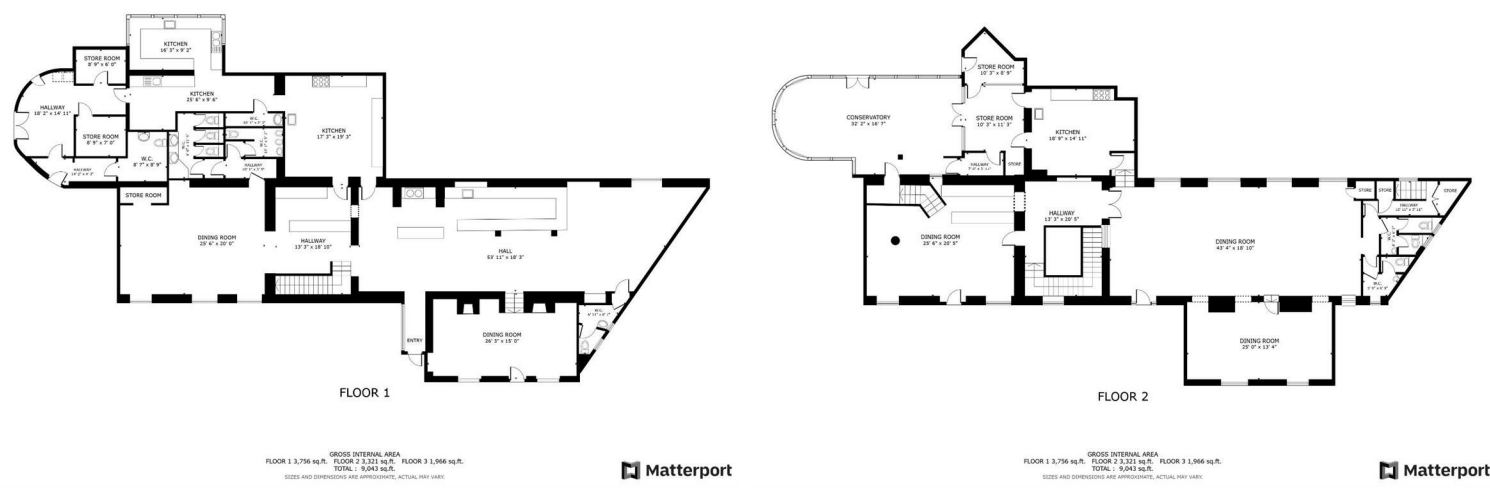 KITCHEN
16' 3" x 9' 2"
STORE ROOM
8' 9" x 6' 0"
HALLWAY
18' 2" x 14' 11"
KITCHEN
25' 6" x 9' 6"
STORE ROOM
8' 9" x 7' 0"
W.C.
8' 7" x 8' 9"
W.C.
W.C.
W.C.
KITCHEN
17' 3" x 19' 3"
HALLWAY
HALLWAY
STORE ROOM
DINING ROOM
25' 6" x 20' 0"
HALLWAY
13' 3" x 18' 10"
HALL
53' 11" x 18' 3"
W.C.
ENTRY
DINING ROOM
26' 3" x 15' 0"
FLOOR 1
GROSS INTERNAL AREA
FLOOR 1 3,756 sq.ft. FLOOR 2 3,321 sq.ft. FLOOR 3 1,966 sq.ft.
TOTAL : 9,043 sq.ft.
SIZES AND DIMENSIONS ARE APPROXIMATE, ACTUAL MAY VARY.
Matterport
STORE ROOM
10' 3" x 8' 9"
CONSERVATORY
32' 2" x 16' 7"
STORE ROOM
10' 3" x 11' 3"
KITCHEN
18' 9" x 14' 11"
HALLWAY
STORE
DINING ROOM
25' 6" x 20' 5"
HALLWAY
13' 3" x 20' 5"
DINING ROOM
43' 4" x 18' 10"
STORE
STORE
HALLWAY
STORE
W.C.
W.C.
DINING ROOM
25' 0" x 13' 4"
FLOOR 2
GROSS INTERNAL AREA
FLOOR 1 3,756 sq.ft. FLOOR 2 3,321 sq.ft. FLOOR 3 1,966 sq.ft.
TOTAL : 9,043 sq.ft.
SIZES AND DIMENSIONS ARE APPROXIMATE, ACTUAL MAY VARY.
Matterport